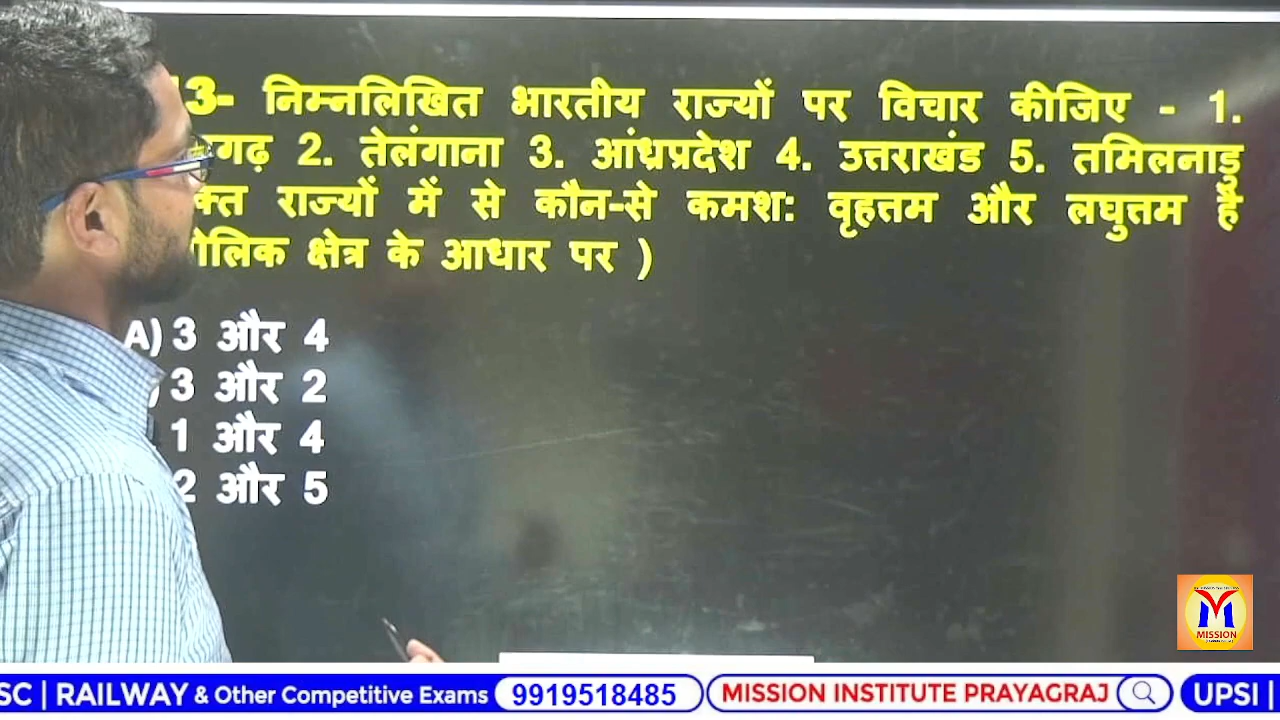 13- निम्नलिखित भारतीय राज्यों पर विचार कीजिए - 1.
गढ़ 2. तेलंगाना 3. आंध्रप्रदेश 4. उत्तराखंड 5. तमिलनाडु
राज्यों में से कौन-से कमश: वृहत्तम और लघुत्तम है
क्षेत्र के आधार पर )
A) 3 और 4
) 3 और 2
1 और 4
2 और 5
MISSION
SC | RAILWAY & Other Competitive Exams 9919518485 MISSION INSTITUTE PRAYAGRAJ UPSI |